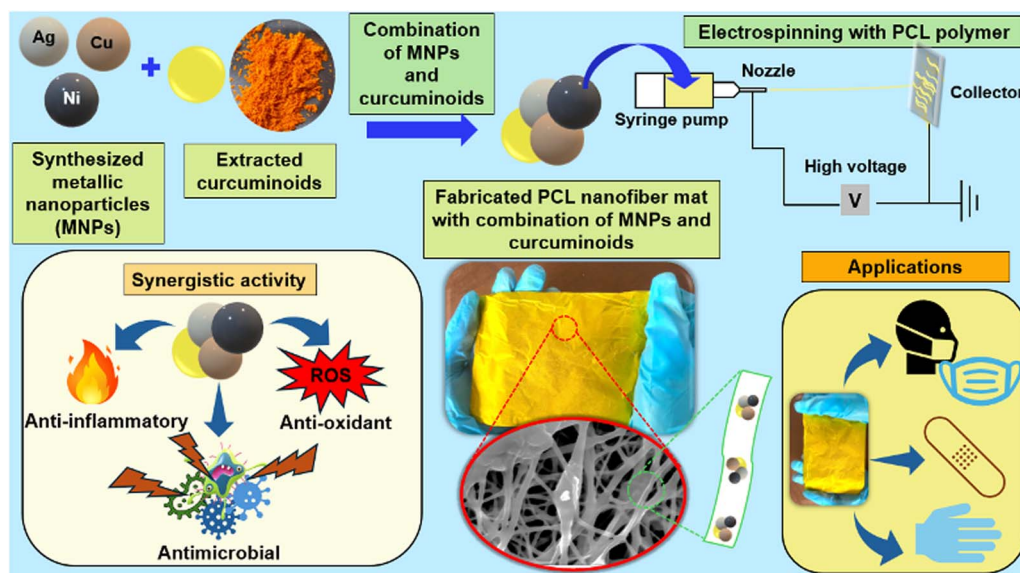 Ag
Cu
Ni
+
Synthesized
metallic
nanoparticles
(MNPs)
Extracted
curcuminoids
Combination
of MNPs
and
curcuminoids
Electrospinning with PCL polymer
Nozzle
Syringe pump
Collector
High voltage
V
Fabricated PCL nanofiber mat
with combination of MNPs and
curcuminoids
Synergistic activity
Anti-inflammatory
ROS
Anti-oxidant
Antimicrobial
Applications